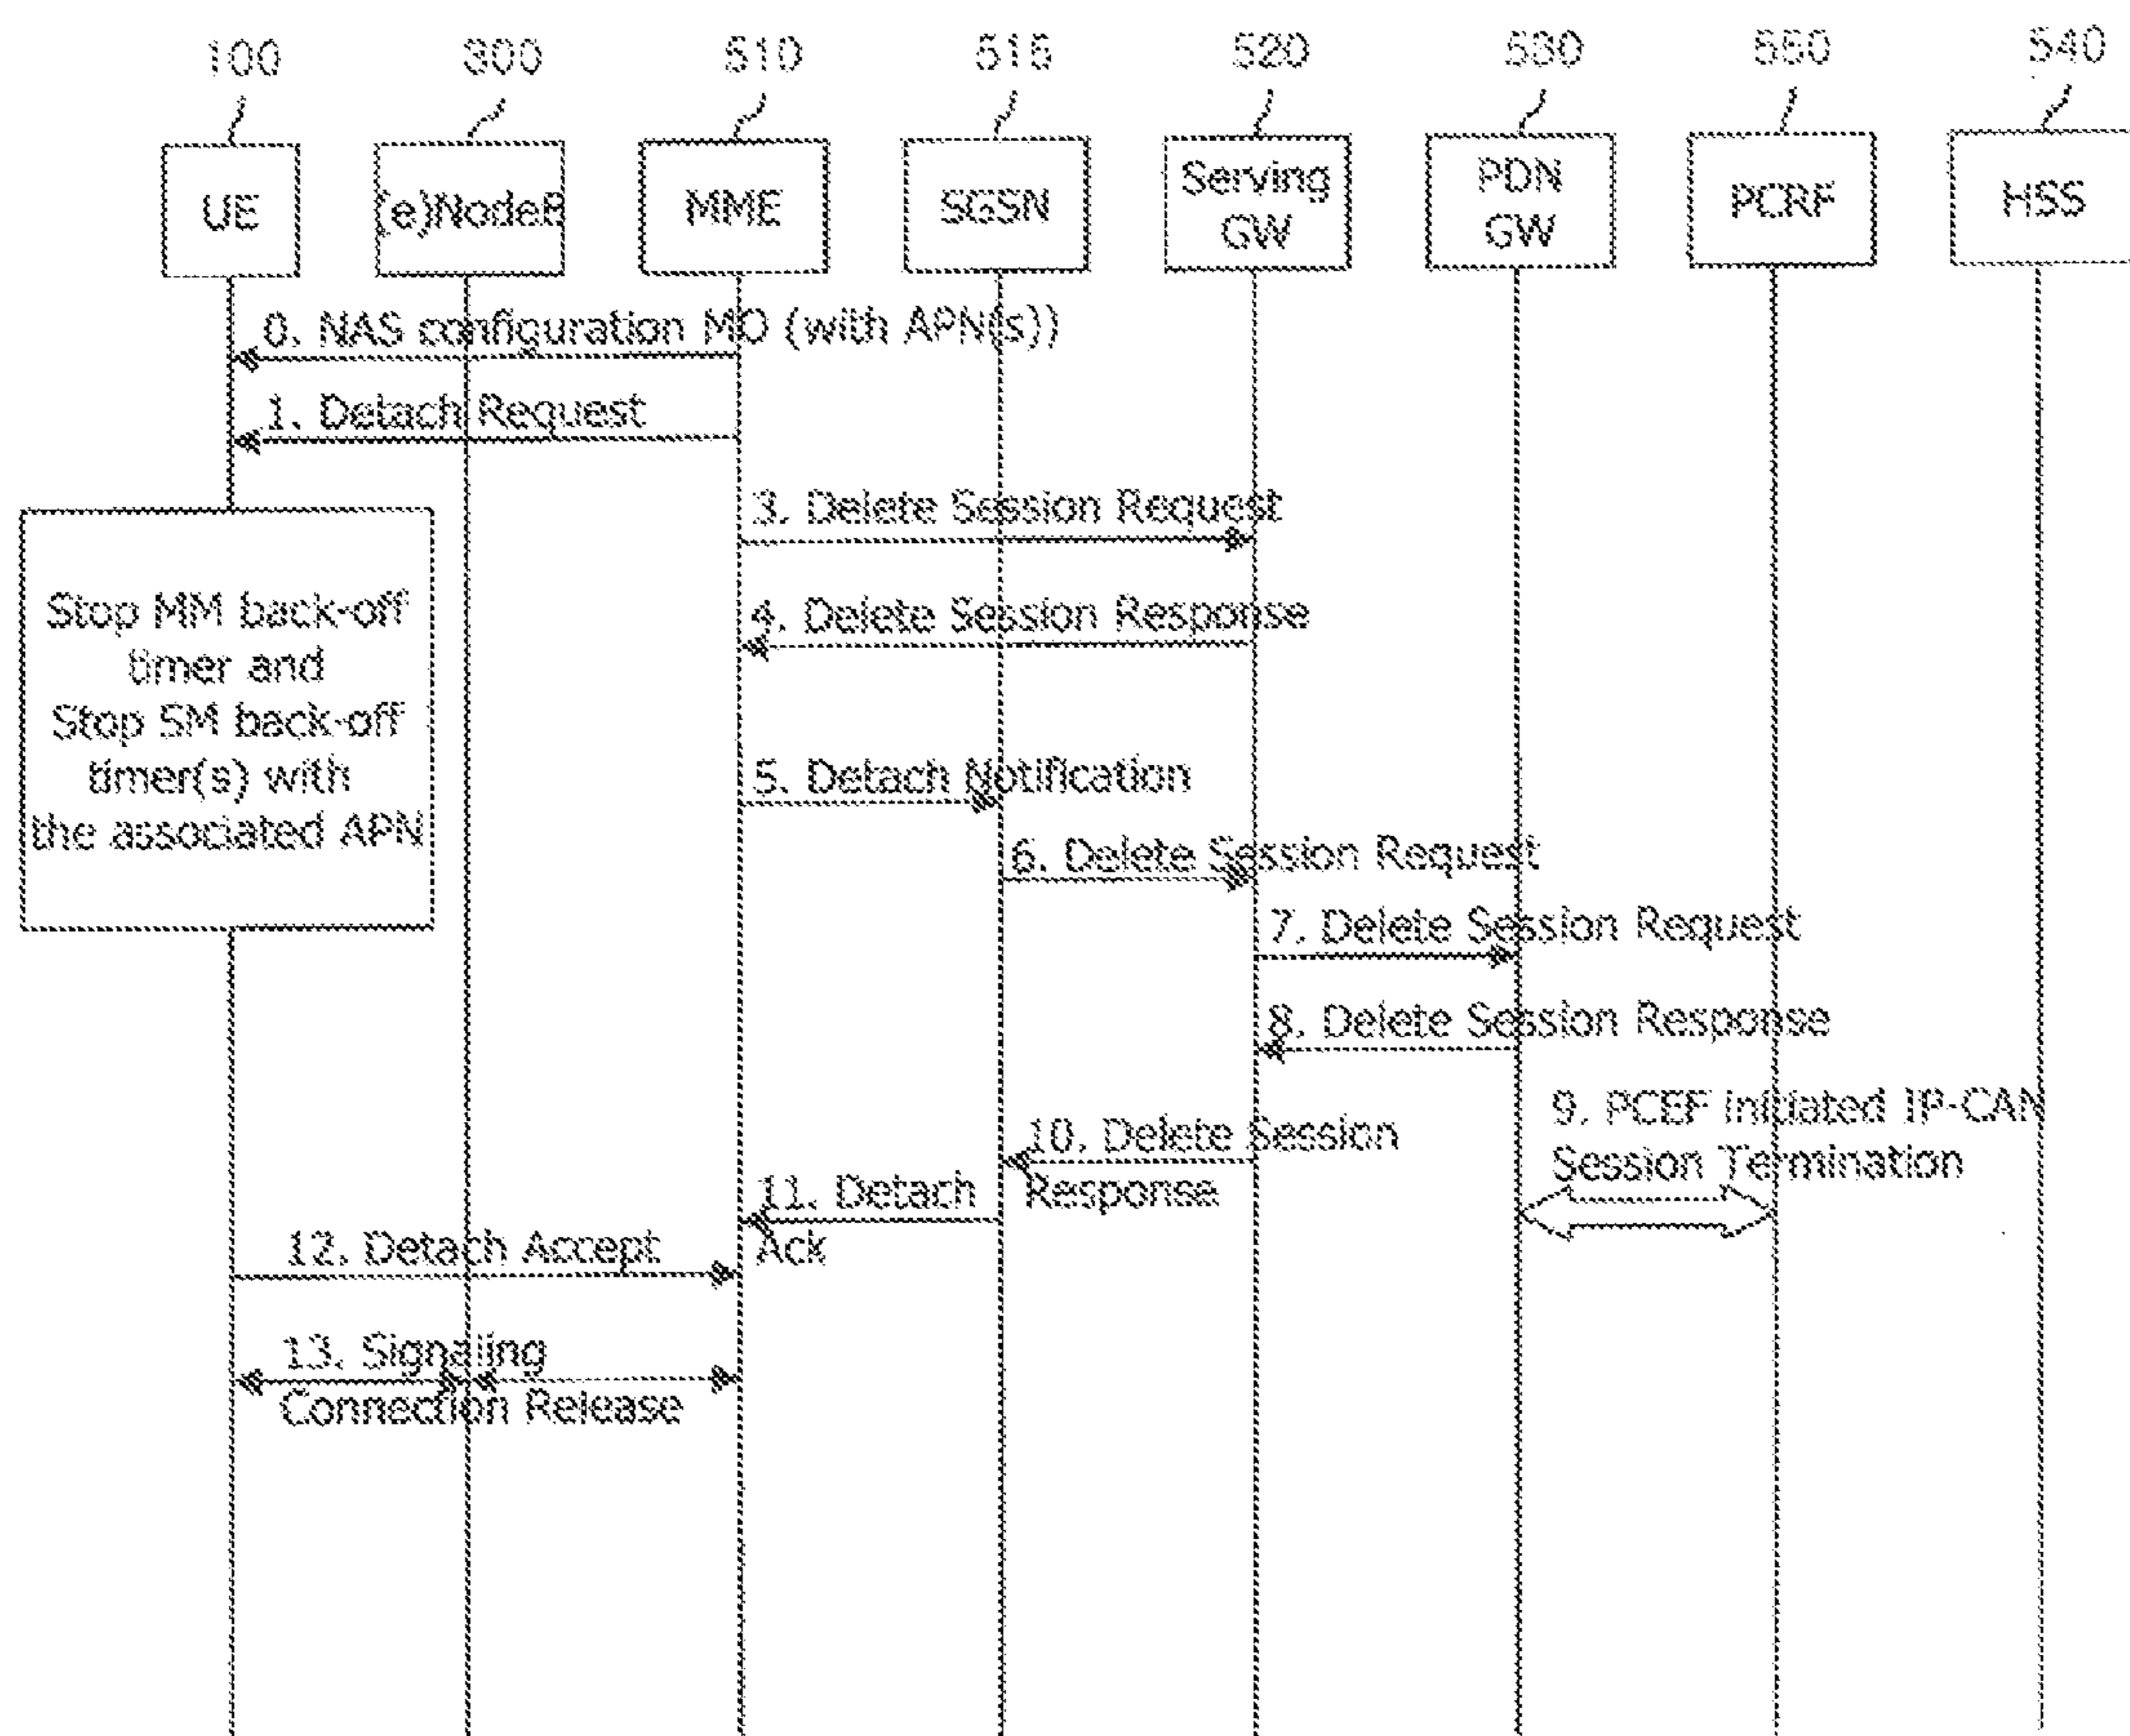 100 300 510 515 520 530 550 540
UE (e)NodeB MME SGSN Serving GW PDN GW PCRF HSS
0. NAS configuration MO (with APN(s))
1. Detach Request
3. Delete Session Request
Stop MM back-off
timer and
Stop SM back-off
timer(s) with
the associated APN
4. Delete Session Response
5. Detach Notification
6. Delete Session Request
7. Delete Session Request
8. Delete Session Response
9. PCEF Initiated IP-CAN
Session Termination
10. Delete Session
Response
11. Detach
Ack
12. Detach Accept
13. Signaling
Connection Release